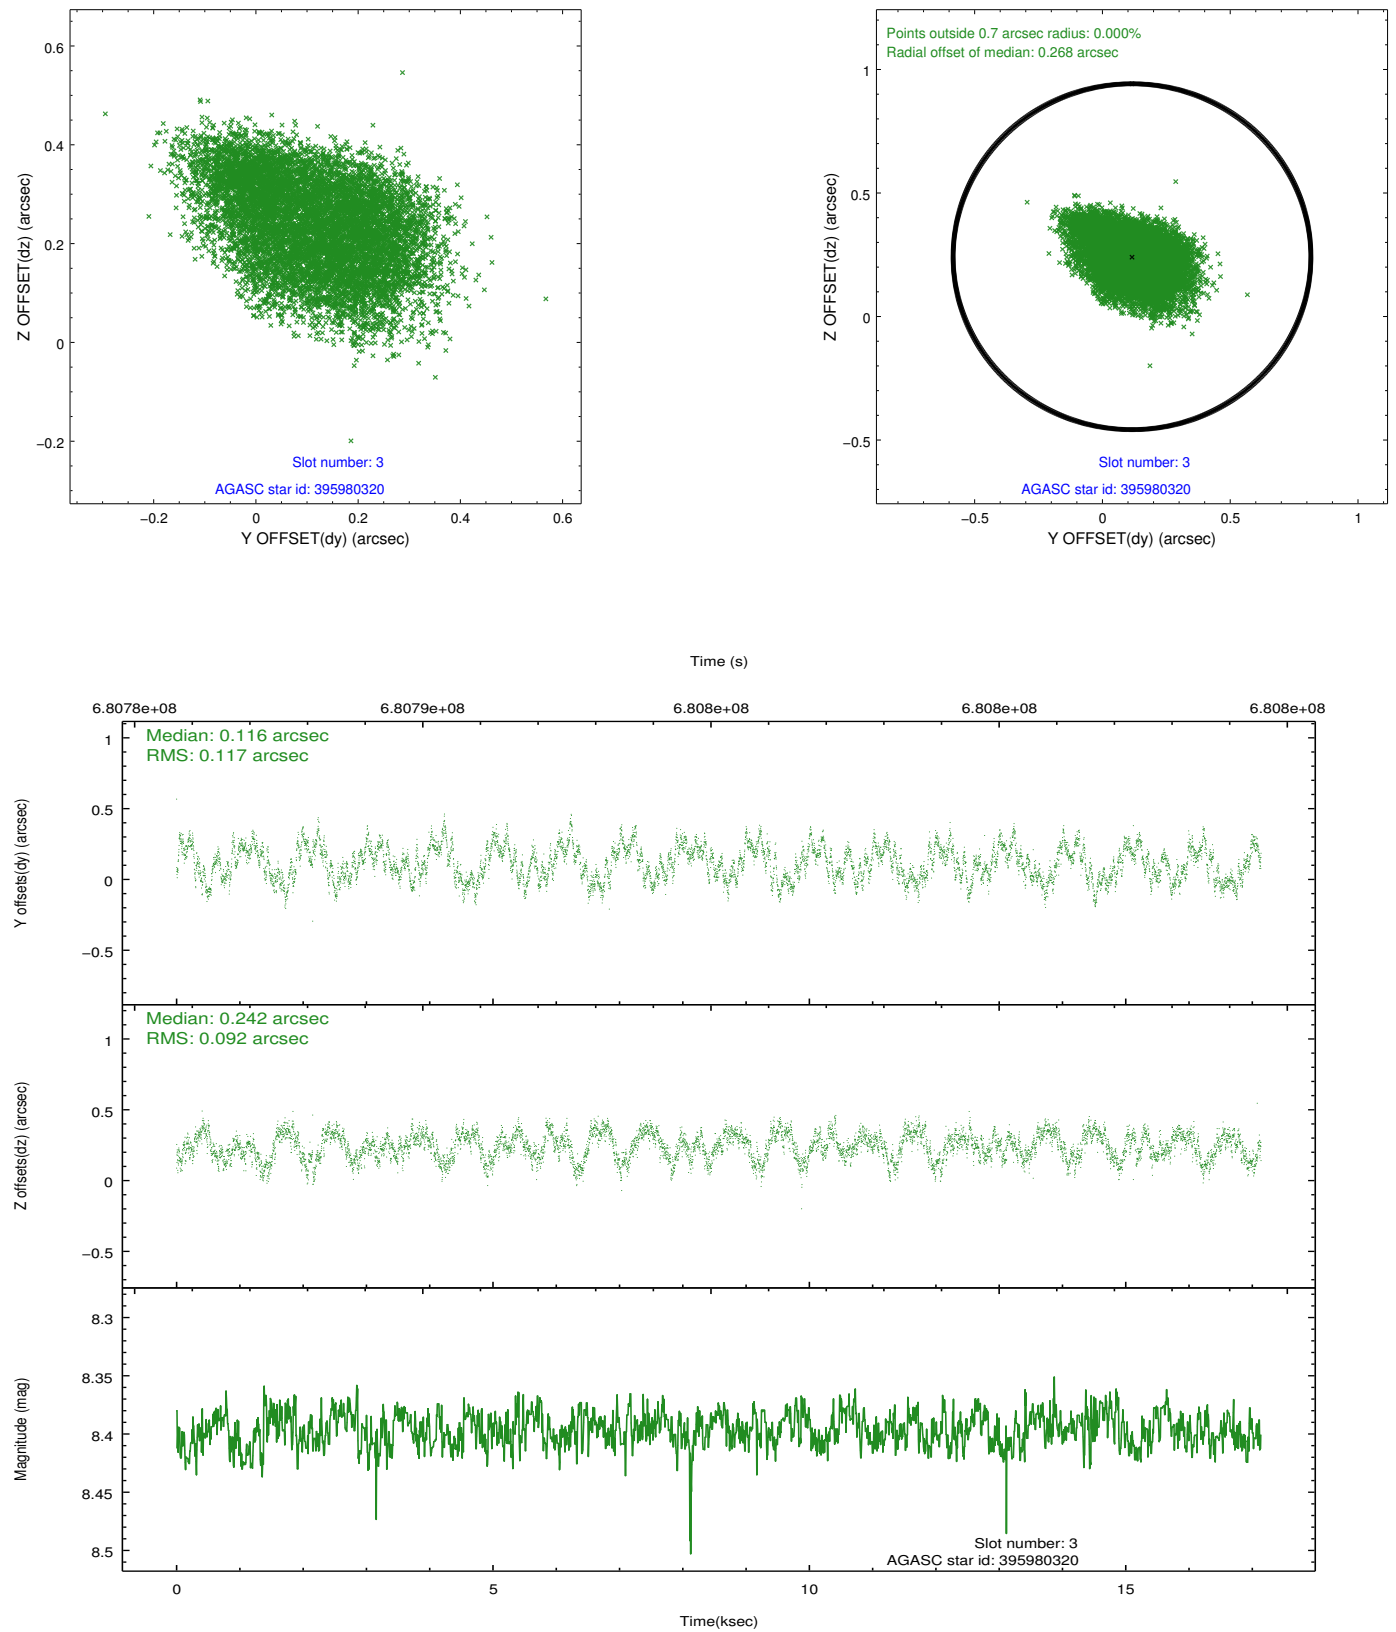 0.6
0.4
0.2
0
−0.2
Z OFFSET(dz) (arcsec)
Slot number: 3
AGASC star id: 395980320
−0.2
0
0.2
0.4
0.6
Y OFFSET(dy) (arcsec)
Points outside 0.7 arcsec radius: 0.000%
Radial offset of median: 0.268 arcsec
1
0.5
0
−0.5
Z OFFSET(dz) (arcsec)
Slot number: 3
AGASC star id: 395980320
−0.5
0
0.5
1
Y OFFSET(dy) (arcsec)
Time (s)
6.8078e+08
6.8079e+08
6.808e+08
6.808e+08
6.808e+08
Median: 0.116 arcsec
RMS: 0.117 arcsec
1
0.5
0
−0.5
Y offsets(dy) (arcsec)
Median: 0.242 arcsec
RMS: 0.092 arcsec
1
0.5
0
−0.5
Z offsets(dz) (arcsec)
8.3
8.35
8.4
8.45
8.5
Magnitude (mag)
Slot number: 3
AGASC star id: 395980320
0
5
10
15
Time(ksec)